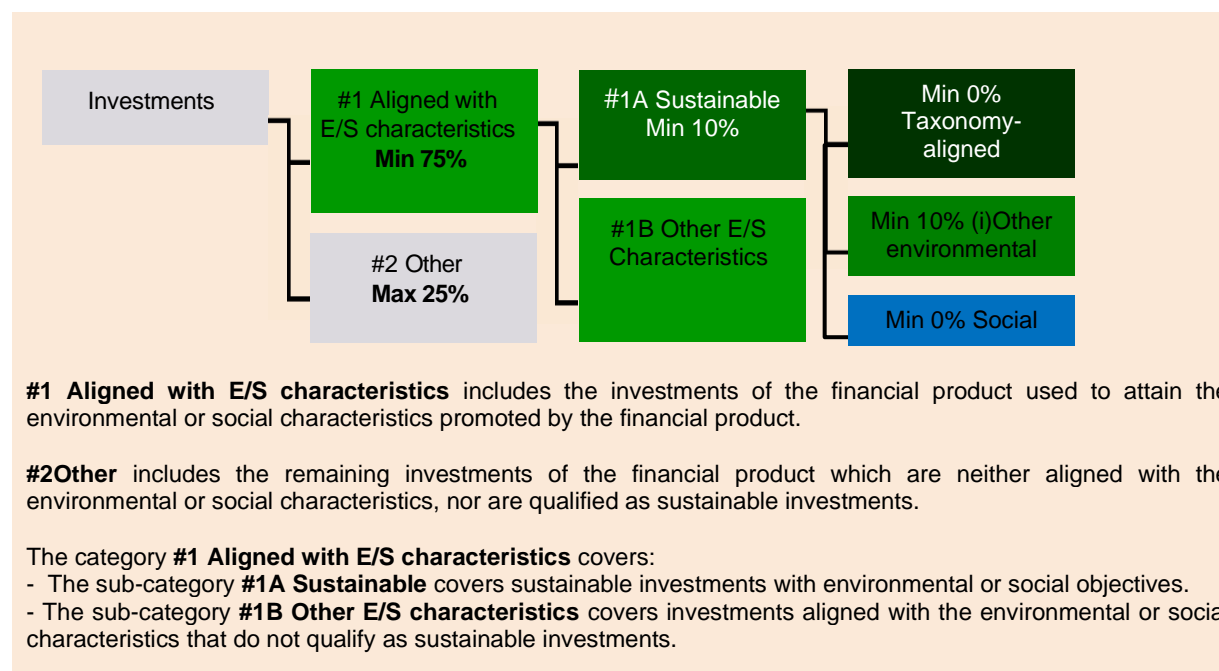 Investments
#1 Aligned with
E/S characteristics
Min 75%
#2 Other
Max 25%
#1A Sustainable
Min 10%
#1B Other E/S
Characteristics
Min 0%
Taxonomy-
aligned
Min 10% (i)Other
environmental
Min 0% Social
#1 Aligned with E/S characteristics includes the investments of the financial product used to attain the
environmental or social characteristics promoted by the financial product.
#2Other includes the remaining investments of the financial product which are neither aligned with the
environmental or social characteristics, nor are qualified as sustainable investments.
The category #1 Aligned with E/S characteristics covers:
- The sub-category #1A Sustainable covers sustainable investments with environmental or social objectives.
- The sub-category #1B Other E/S characteristics covers investments aligned with the environmental or social
characteristics that do not qualify as sustainable investments.